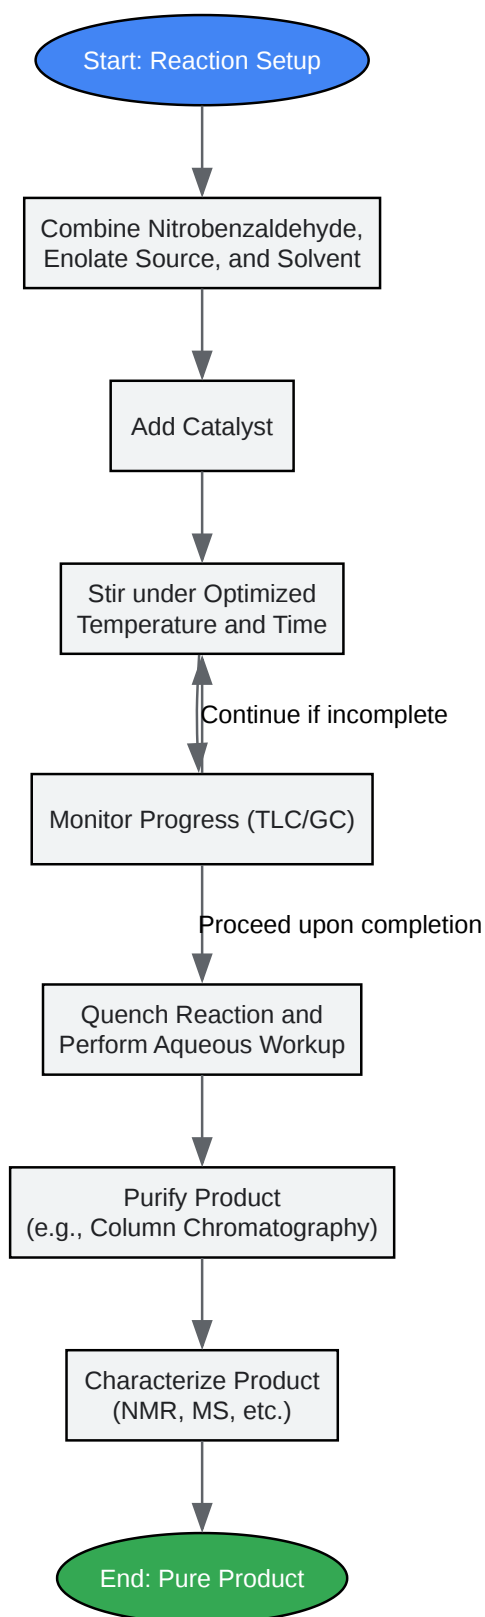 Start: Reaction Setup
Combine Nitrobenzaldehyde,
Enolate Source, and Solvent
Add Catalyst
Stir under Optimized
Temperature and Time
Continue if incomplete
Monitor Progress (TLC/GC)
Proceed upon completion
Quench Reaction and
Perform Aqueous Workup
Purify Product
(e.g., Column Chromatography)
Characterize Product
(NMR, MS, etc.)
End: Pure Product